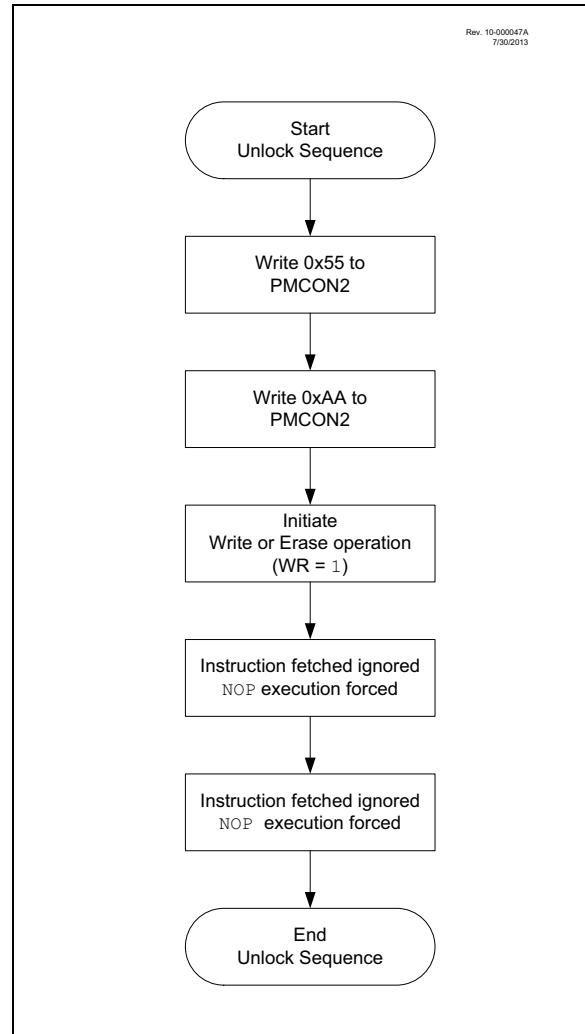 Rev. 10-000047A
7/30/2013
Start
Unlock Sequence
Write 0x55 to
PMCON2
Write 0xAA to
PMCON2
Initiate
Write or Erase operation
(WR = 1)
Instruction fetched ignored
NOP execution forced
Instruction fetched ignored
NOP execution forced
End
Unlock Sequence